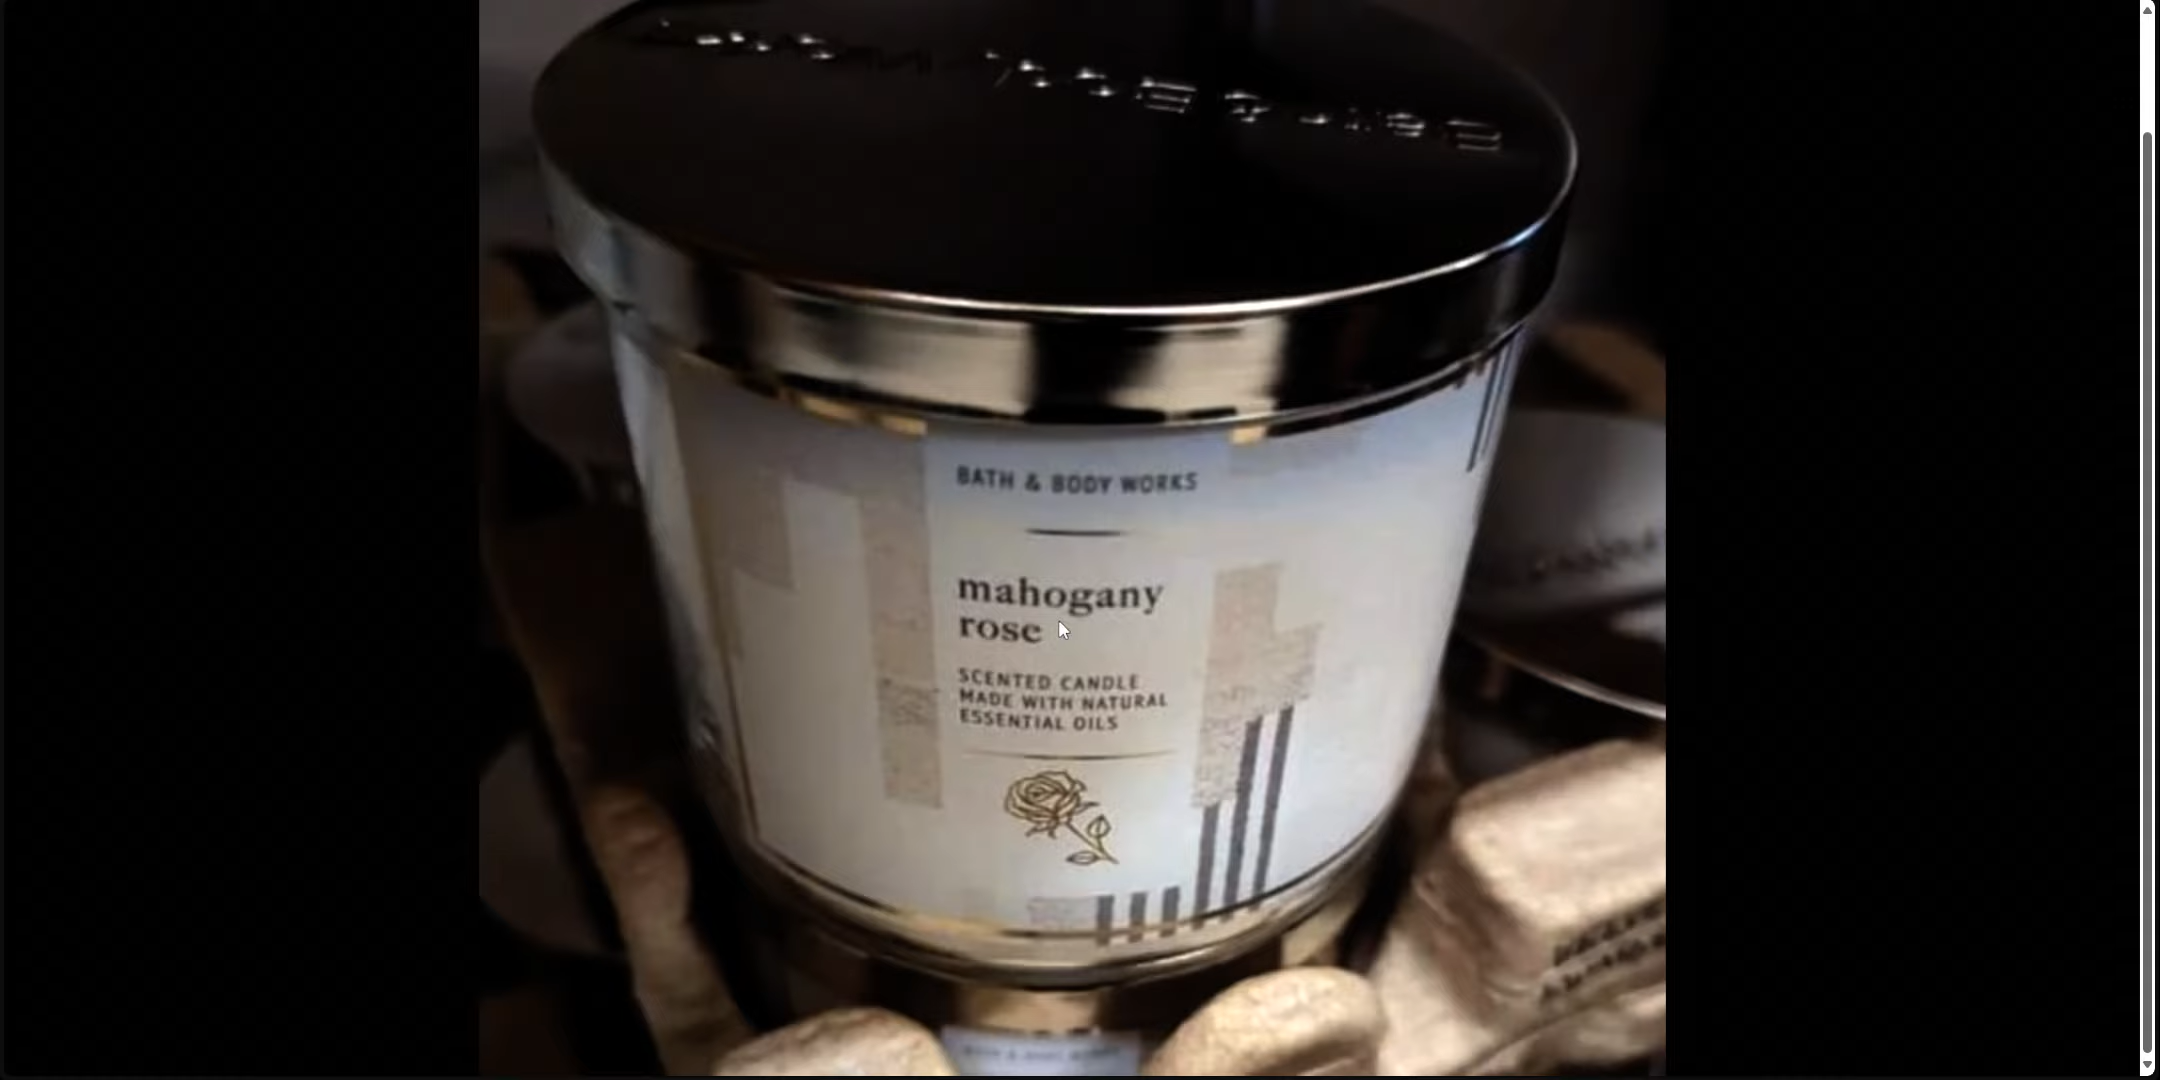 BATH & BODY WORKS
mahogany
rose
SCENTED CANDLE
MADE WITH NATURAL
ESSENTIAL OILS